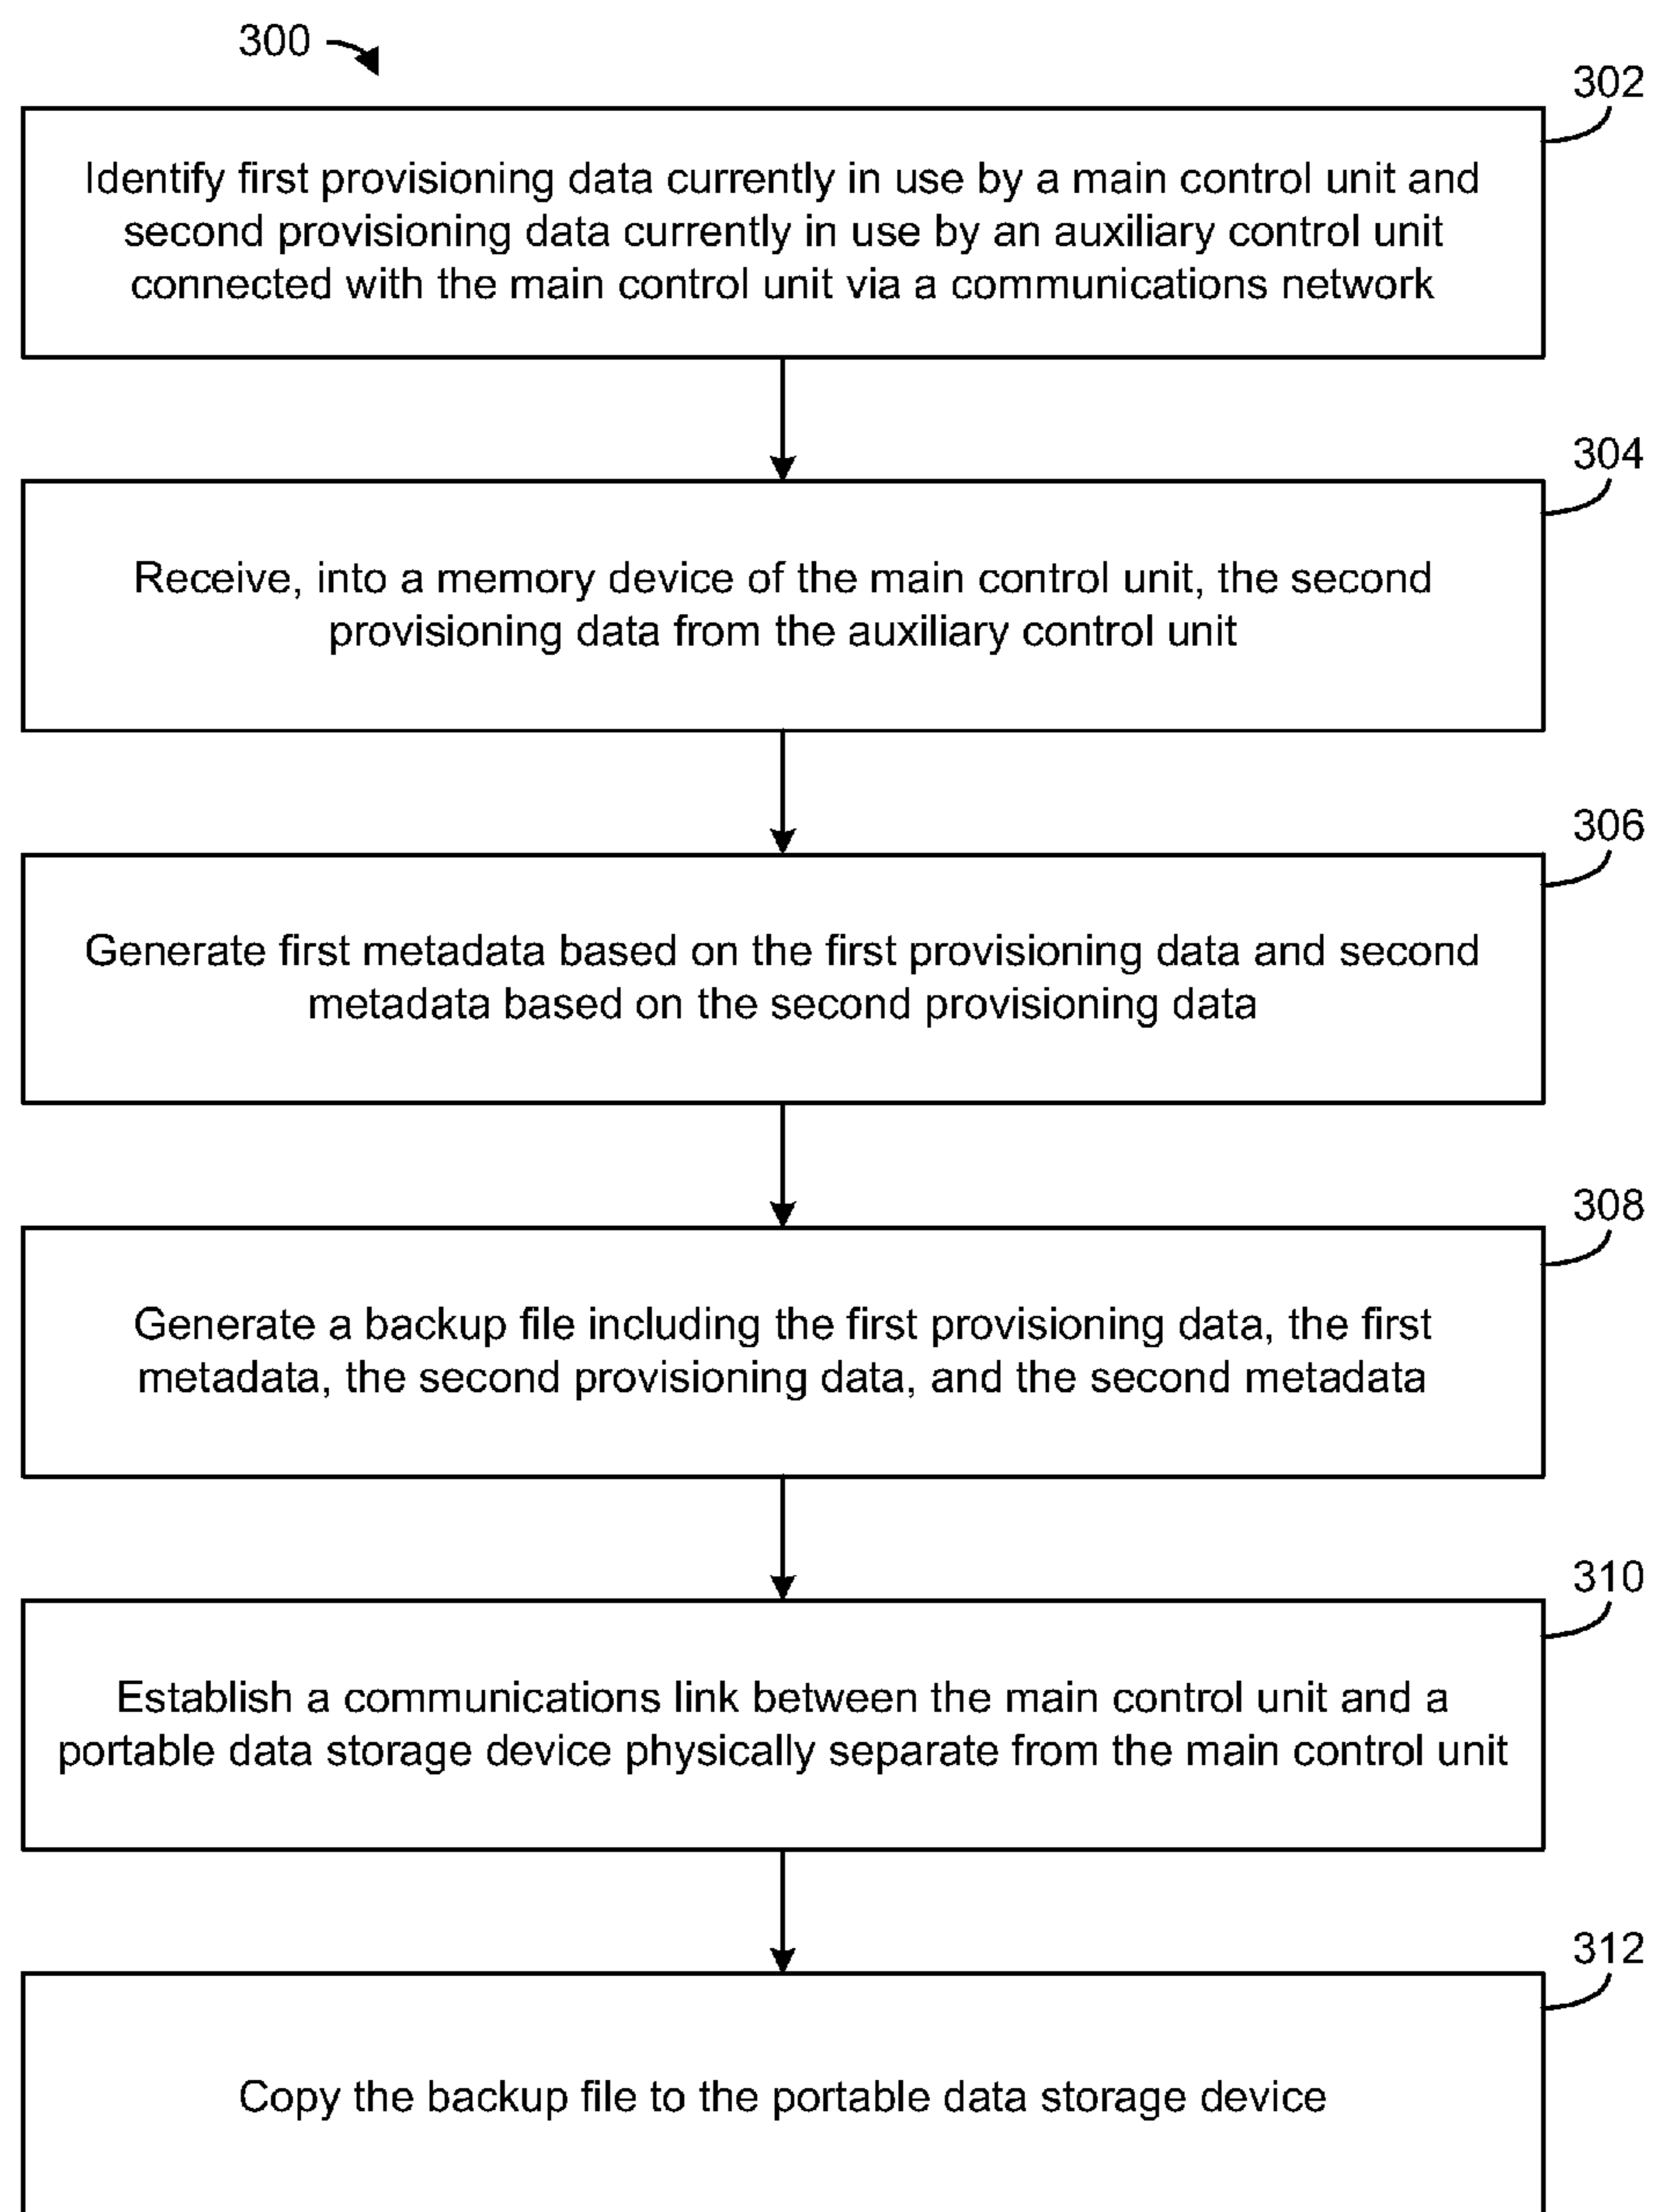 300
302
Identify first provisioning data currently in use by a main control unit and
second provisioning data currently in use by an auxiliary control unit
connected with the main control unit via a communications network
304
Receive, into a memory device of the main control unit, the second
provisioning data from the auxiliary control unit
306
Generate first metadata based on the first provisioning data and second
metadata based on the second provisioning data
308
Generate a backup file including the first provisioning data, the first
metadata, the second provisioning data, and the second metadata
310
Establish a communications link between the main control unit and a
portable data storage device physically separate from the main control unit
312
Copy the backup file to the portable data storage device